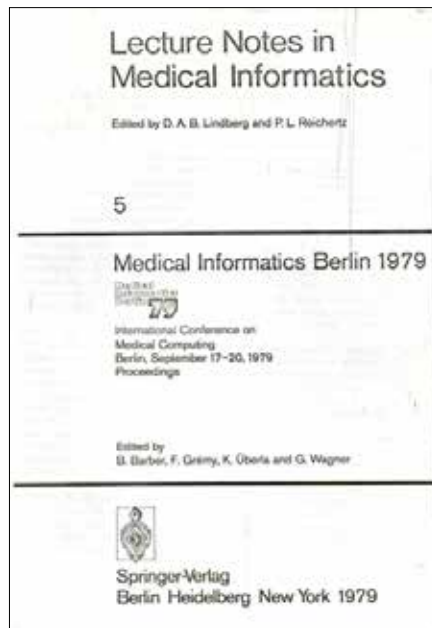 Lecture Notes in
Medical Informatics
Edited by D. A. B. Lindberg and P. L. Reichertz
5
Medical Informatics Berlin 1979
79
International Conference on
Medical Computing
Berlin, September 17-20, 1979
Proceedings
Edited by
B. Barber, F. Grémy, K. Überla and G. Wagner
Springer-Verlag
Berlin Heidelberg New York 1979